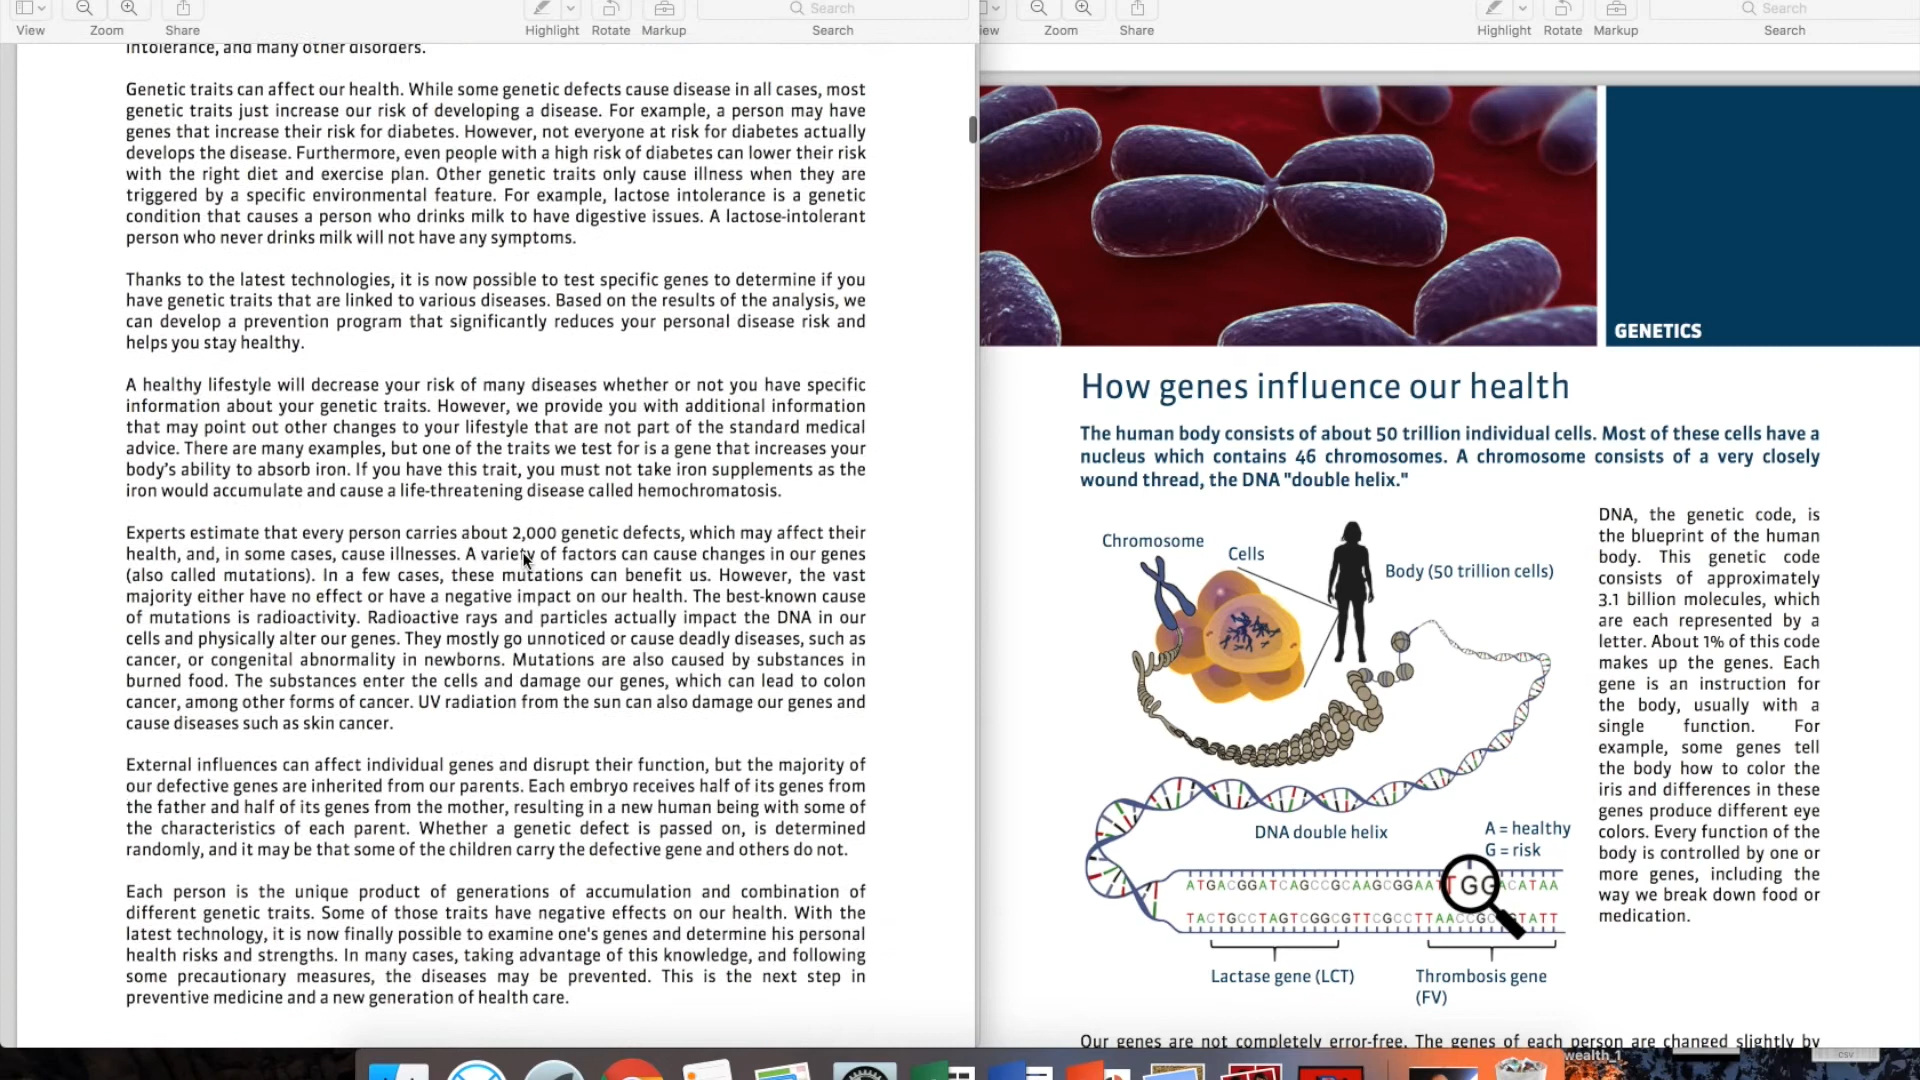 View
Zoom
Share
Highlight
Rotate
Markup
Search
Search
intolerance, and many other disorders.
Genetic traits can affect our health. While some genetic defects cause disease in all cases, most
genetic traits just increase our risk of developing a disease. For example, a person may have
genes that increase their risk for diabetes. However, not everyone at risk for diabetes actually
develops the disease. Furthermore, even people with a high risk of diabetes can lower their risk
with the right diet and exercise plan. Other genetic traits only cause illness when they are
triggered by a specific environmental feature. For example, lactose intolerance is a genetic
condition that causes a person who drinks milk to have digestive issues. A lactose-intolerant
person who never drinks milk will not have any symptoms.
Thanks to the latest technologies, it is now possible to test specific genes to determine if you
have genetic traits that are linked to various diseases. Based on the results of the analysis, we
can develop a prevention program that significantly reduces your personal disease risk and
helps you stay healthy.
A healthy lifestyle will decrease your risk of many diseases whether or not you have specific
information about your genetic traits. However, we provide you with additional information
that may point out other changes to your lifestyle that are not part of the standard medical
advice. There are many examples, but one of the traits we test for is a gene that increases your
body's ability to absorb iron. If you have this trait, you must not take iron supplements as the
iron would accumulate and cause a life-threatening disease called hemochromatosis.
Experts estimate that every person carries about 2,000 genetic defects, which may affect their
health, and, in some cases, cause illnesses. A variety of factors can cause changes in our genes
(also called mutations). In a few cases, these mutations can benefit us. However, the vast
majority either have no effect or have a negative impact on our health. The best-known cause
of mutations is radioactivity. Radioactive rays and particles actually impact the DNA in our
cells and physically alter our genes. They mostly go unnoticed or cause deadly diseases, such as
cancer, or congenital abnormality in newborns. Mutations are also caused by substances in
burned food. The substances enter the cells and damage our genes, which can lead to colon
cancer, among other forms of cancer. UV radiation from the sun can also damage our genes and
cause diseases such as skin cancer.
External influences can affect individual genes and disrupt their function, but the majority of
our defective genes are inherited from our parents. Each embryo receives half of its genes from
the father and half of its genes from the mother, resulting in a new human being with some of
the characteristics of each parent. Whether a genetic defect is passed on, is determined
randomly, and it may be that some of the children carry the defective gene and others do not.
Each person is the unique product of generations of accumulation and combination of
different genetic traits. Some of those traits have negative effects on our health. With the
latest technology, it is now finally possible to examine one's genes and determine his personal
health risks and strengths. In many cases, taking advantage of this knowledge, and following
some precautionary measures, the diseases may be prevented. This is the next step in
preventive medicine and a new generation of health care.
iew
Zoom
Share
Highlight
Rotate
Markup
Search
Search
GENETICS
How genes influence our health
The human body consists of about 50 trillion individual cells. Most of these cells have a
nucleus which contains 46 chromosomes. A chromosome consists of a very closely
wound thread, the DNA "double helix."
Chromosome
Cells
Body (50 trillion cells)
DNA double helix
A = healthy
G = risk
ATGACGGATCAGCCGCAAGCGGAATTGGACATAA
TACTGCCTAGTCGGCGTTCGCCTTAACCGC GTATT
Lactase gene (LCT)
Thrombosis gene
(FV)
DNA, the genetic code, is
the blueprint of the human
body. This genetic code
consists of approximately
3.1 billion molecules, which
are each represented by a
letter. About 1% of this code
makes up the genes. Each
gene is an instruction for
the body, usually with a
single function. For
example, some genes tell
the body how to color the
iris and differences in these
genes produce different eye
colors. Every function of the
body is controlled by one or
more genes, including the
way we break down food or
medication.
Our genes are not completely error-free. The genes of each person are changed slightly by
wealth_1
csv